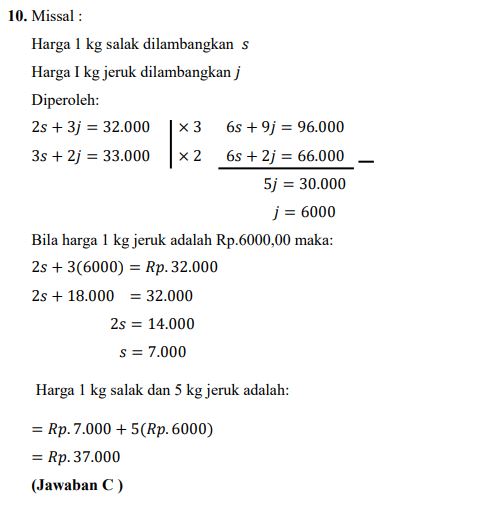 10. Missal :
Harga 1 kg salak dilambangkan s
Harga I kg jeruk dilambangkan j
Diperoleh:
2s + 3j = 32.000 | × 3 6s + 9j = 96.000
3s + 2j = 33.000 | × 2 6s + 2j = 66.000 −
5j = 30.000
j = 6000
Bila harga 1 kg jeruk adalah Rp.6000,00 maka:
2s + 3(6000) = Rp. 32.000
2s + 18.000 = 32.000
2s = 14.000
s = 7.000
Harga 1 kg salak dan 5 kg jeruk adalah:
= Rp. 7.000 + 5(Rp. 6000)
= Rp. 37.000
(Jawaban C )